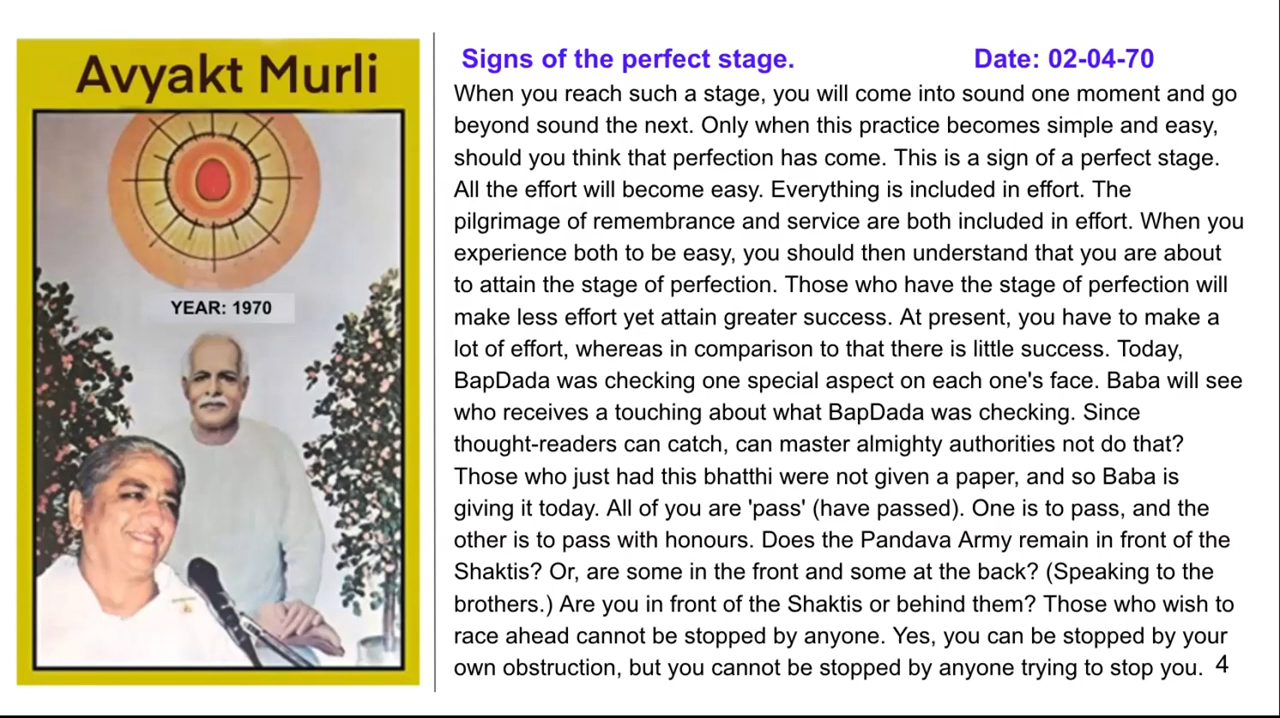 Avyakt Murli
YEAR: 1970
Signs of the perfect stage. Date: 02-04-70
When you reach such a stage, you will come into sound one moment and go
beyond sound the next. Only when this practice becomes simple and easy,
should you think that perfection has come. This is a sign of a perfect stage.
All the effort will become easy. Everything is included in effort. The
pilgrimage of remembrance and service are both included in effort. When you
experience both to be easy, you should then understand that you are about
to attain the stage of perfection. Those who have the stage of perfection will
make less effort yet attain greater success. At present, you have to make a
lot of effort, whereas in comparison to that there is little success. Today,
BapDada was checking one special aspect on each one's face. Baba will see
who receives a touching about what BapDada was checking. Since
thought-readers can catch, can master almighty authorities not do that?
Those who just had this bhatthi were not given a paper, and so Baba is
giving it today. All of you are 'pass' (have passed). One is to pass, and the
other is to pass with honours. Does the Pandava Army remain in front of the
Shaktis? Or, are some in the front and some at the back? (Speaking to the
brothers.) Are you in front of the Shaktis or behind them? Those who wish to
race ahead cannot be stopped by anyone. Yes, you can be stopped by your
own obstruction, but you cannot be stopped by anyone trying to stop you. 4